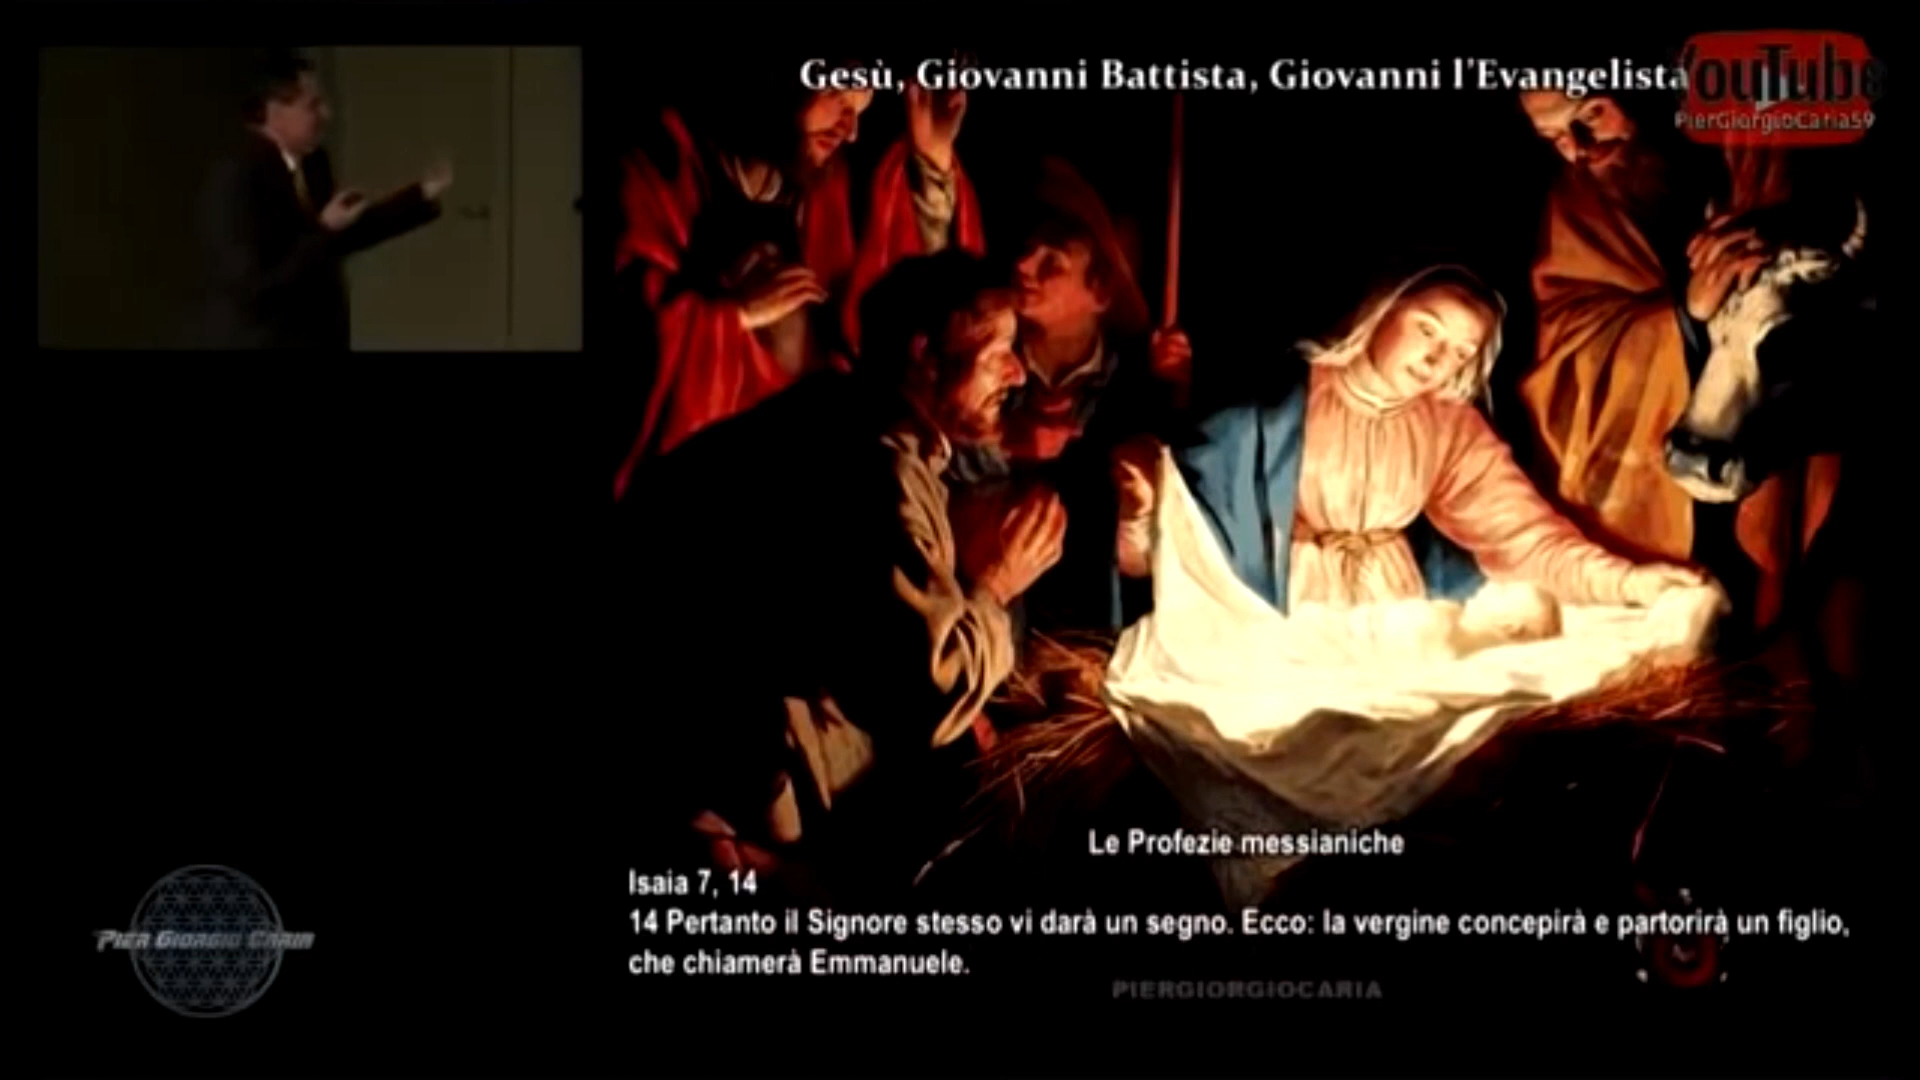 Gesù, Giovanni Battista, Giovanni l'Evangelista
YouTube
PierGiorgioCaria59
Le Profezie messianiche
Isaia 7, 14
14 Pertanto il Signore stesso vi darà un segno. Ecco: la vergine concepirà e partorirà un figlio,
che chiamerà Emmanuele.
PIER GIORGIO CARIA
PIERGIORGIOCARIA